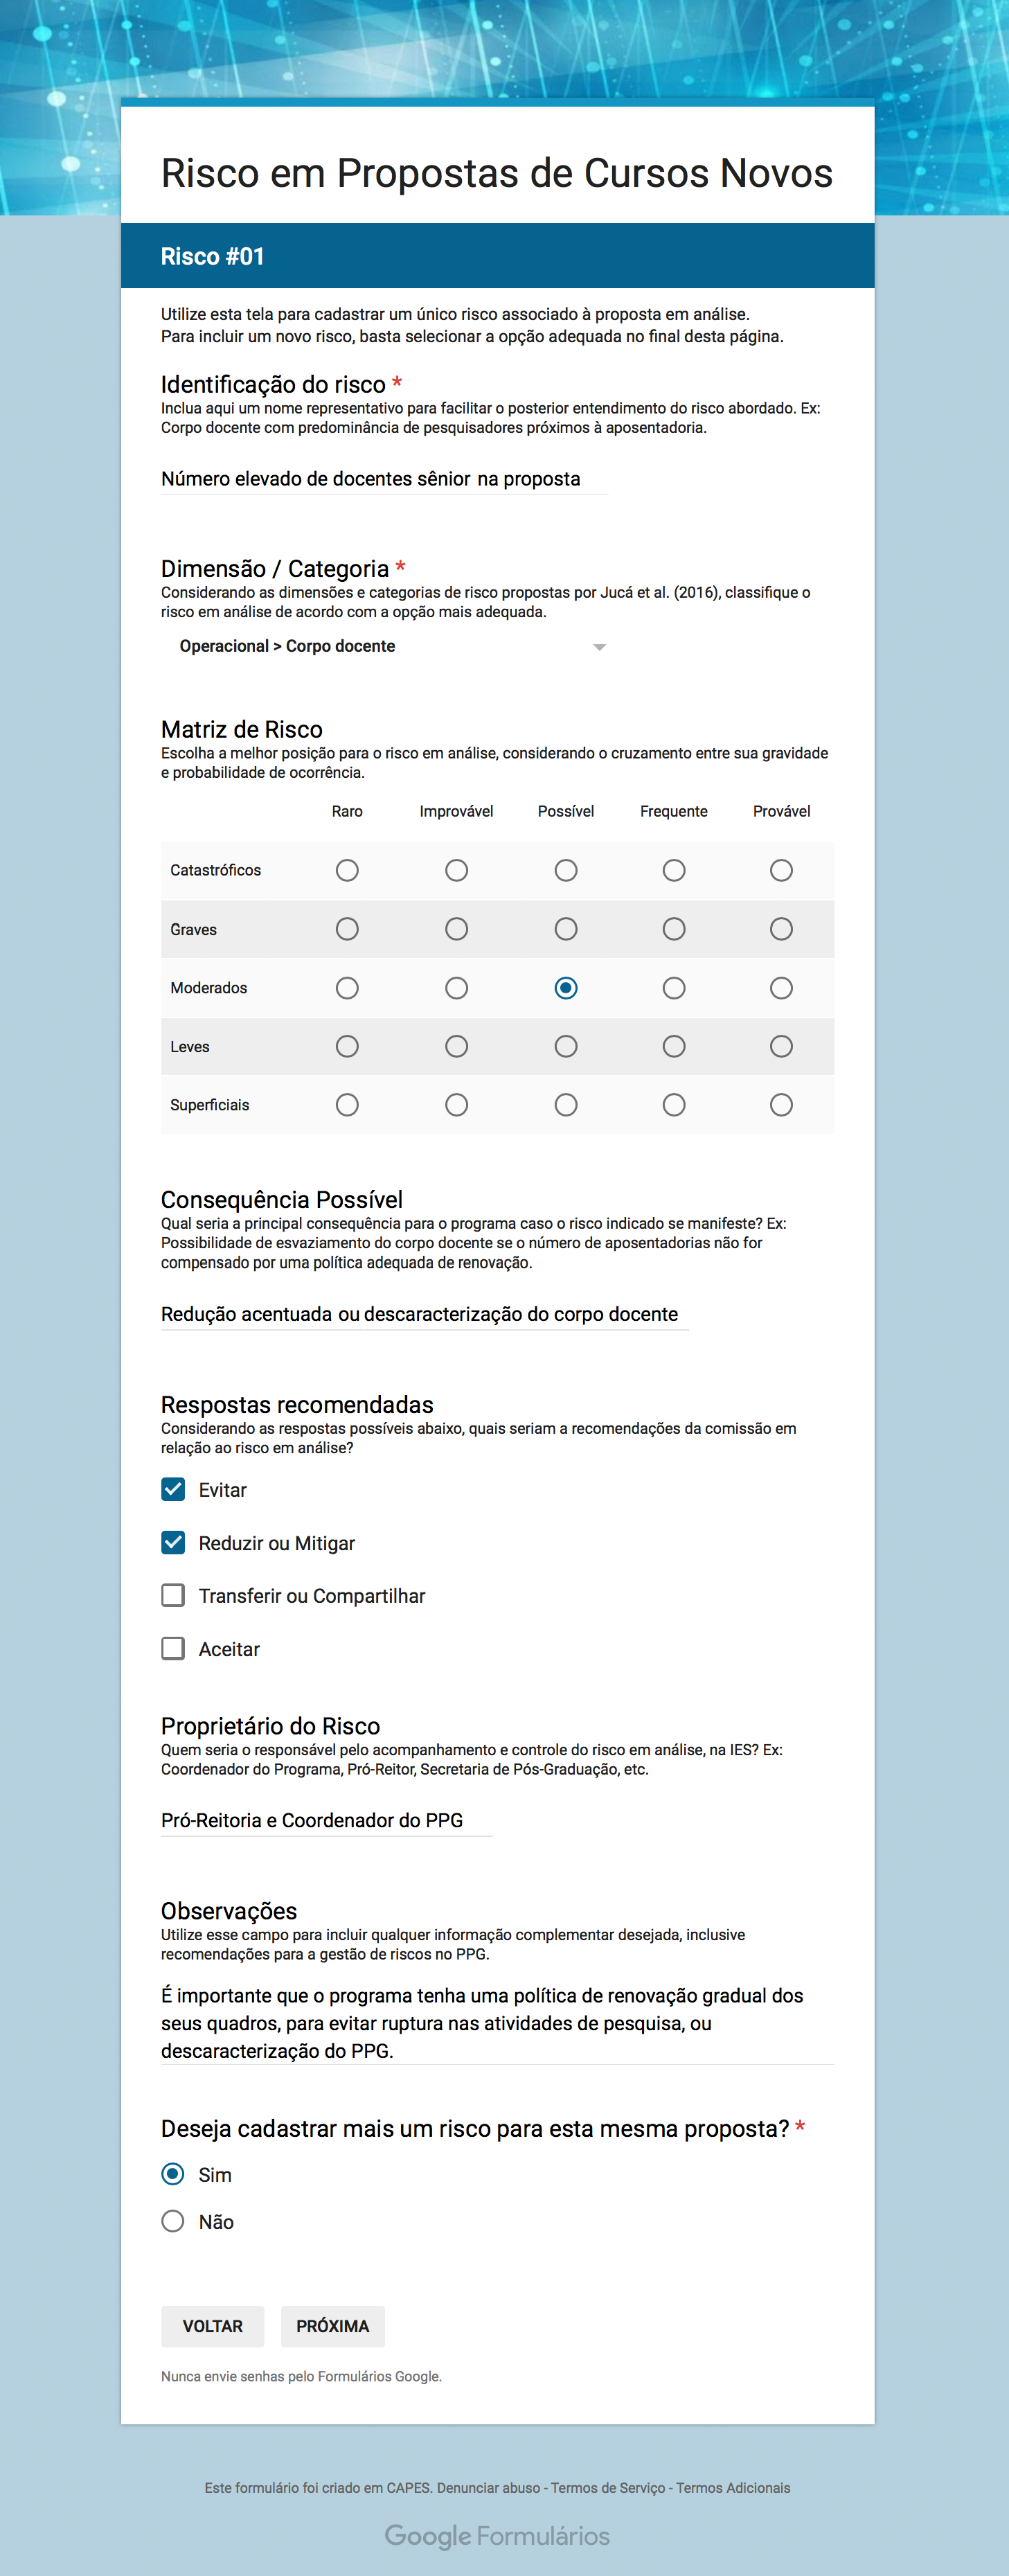 Risco em Propostas de Cursos Novos
Risco #01
Utilize esta tela para cadastrar um único risco associado à proposta em análise.
Para incluir um novo risco, basta selecionar a opção adequada no final desta página.
Identificação do risco *
Inclua aqui um nome representativo para facilitar o posterior entendimento do risco abordado. Ex:
Corpo docente com predominância de pesquisadores próximos à aposentadoria.
Número elevado de docentes sênior na proposta
Dimensão / Categoria *
Considerando as dimensões e categorias de risco propostas por Jucá et al. (2016), classifique o
risco em análise de acordo com a opção mais adequada.
Operacional > Corpo docente
Matriz de Risco
Escolha a melhor posição para o risco em análise, considerando o cruzamento entre sua gravidade
e probabilidade de ocorrência.
Raro Improvável Possível Frequente Provável
Catastróficos
Graves
Moderados
Leves
Superficiais
Consequência Possível
Qual seria a principal consequência para o programa caso o risco indicado se manifeste? Ex:
Possibilidade de esvaziamento do corpo docente se o número de aposentadorias não for
compensado por uma política adequada de renovação.
Redução acentuada ou descaracterização do corpo docente
Respostas recomendadas
Considerando as respostas possíveis abaixo, quais seriam a recomendações da comissão em
relação ao risco em análise?
Evitar
Reduzir ou Mitigar
Transferir ou Compartilhar
Aceitar
Proprietário do Risco
Quem seria o responsável pelo acompanhamento e controle do risco em análise, na IES? Ex:
Coordenador do Programa, Pró-Reitor, Secretaria de Pós-Graduação, etc.
Pró-Reitoria e Coordenador do PPG
Observações
Utilize esse campo para incluir qualquer informação complementar desejada, inclusive
recomendações para a gestão de riscos no PPG.
É importante que o programa tenha uma política de renovação gradual dos
seus quadros, para evitar ruptura nas atividades de pesquisa, ou
descaracterização do PPG.
Deseja cadastrar mais um risco para esta mesma proposta? *
Sim
Não
VOLTAR PRÓXIMA
Nunca envie senhas pelo Formulários Google.
Este formulário foi criado em CAPES. Denunciar abuso - Termos de Serviço - Termos Adicionais
Google Formulários